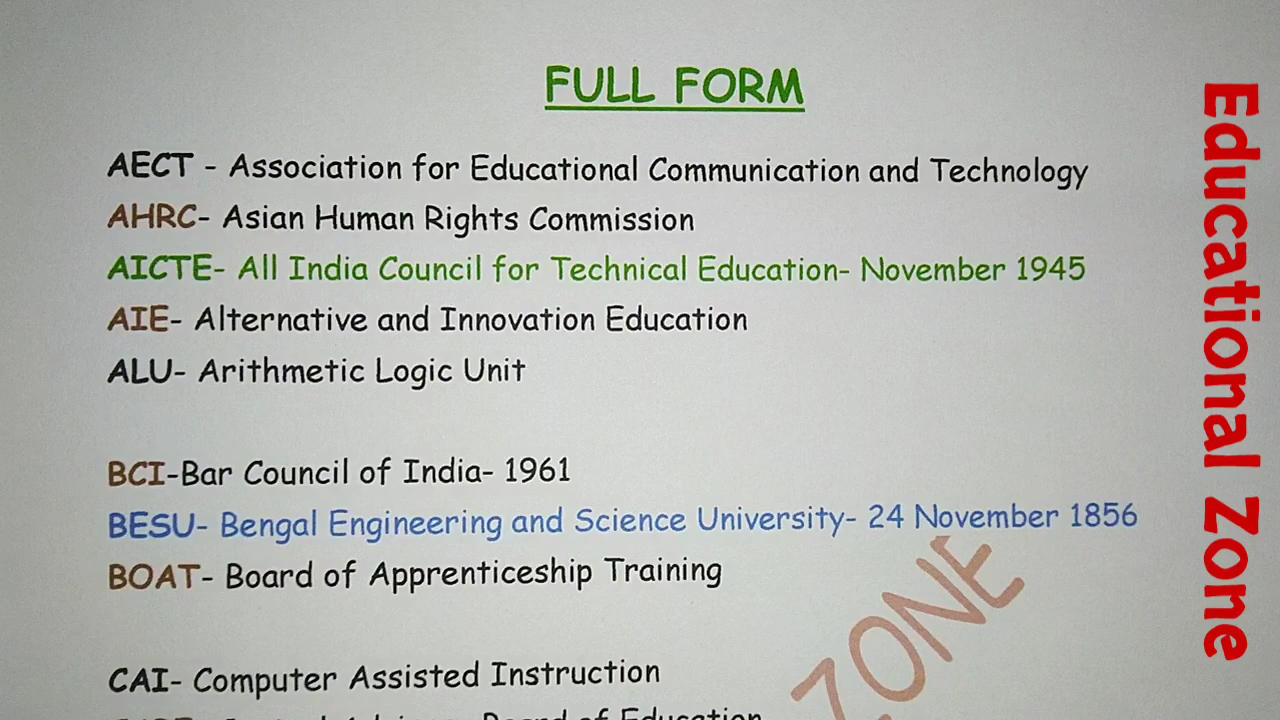 FULL FORM
AECT - Association for Educational Communication and Technology
AHRC- Asian Human Rights Commission
AICTE- All India Council for Technical Education- November 1945
AIE- Alternative and Innovation Education
ALU- Arithmetic Logic Unit
BCI-Bar Council of India- 1961
BESU- Bengal Engineering and Science University- 24 November 1856
BOAT- Board of Apprenticeship Training
CAI- Computer Assisted Instruction
Board of Education
ZONE
Educational Zone